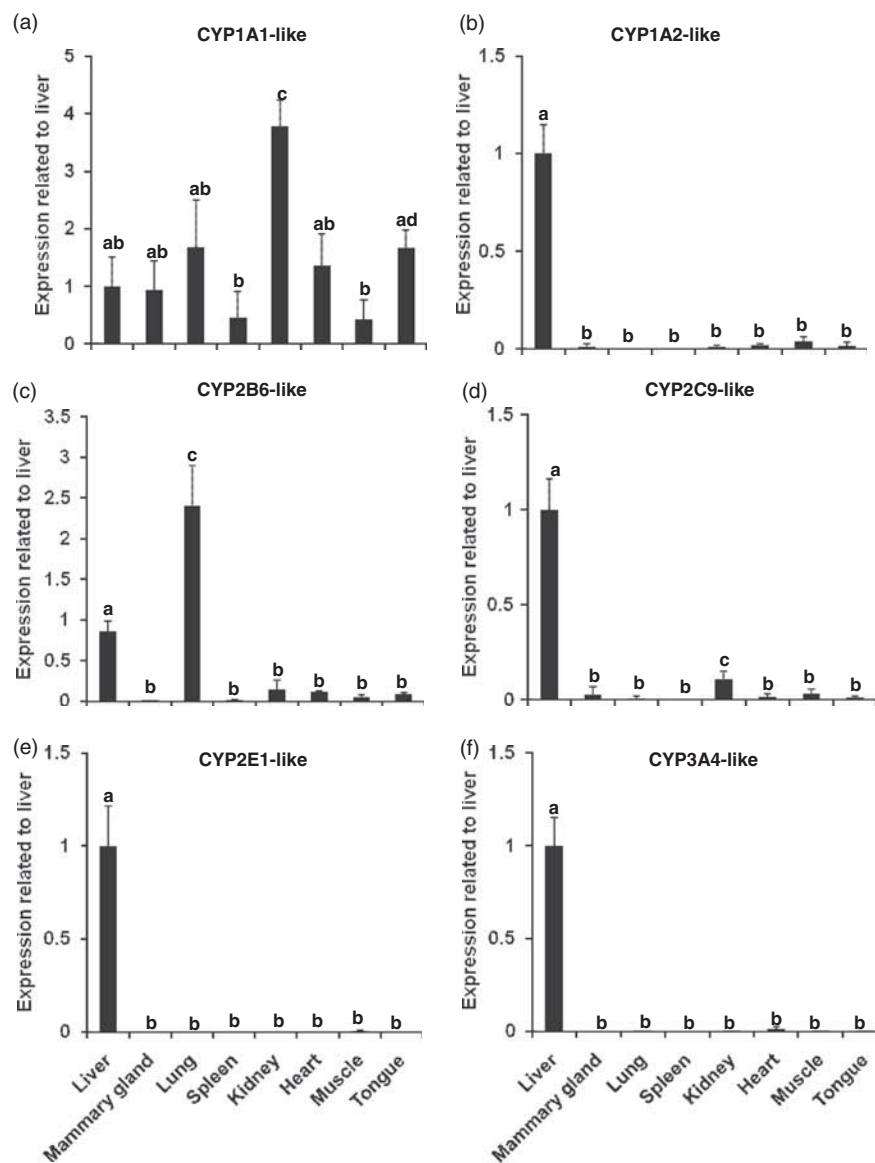 (a)
CYP1A1-like
Expression related to liver
5
4
3
2
1
0
ab
ab
ab
b
c
ab
b
ad
(b)
CYP1A2-like
Expression related to liver
1.5
1
0.5
0
a
b
b
b
b
b
b
b
(c)
CYP2B6-like
Expression related to liver
3.5
3
2.5
2
1.5
1
0.5
0
a
b
c
b
b
b
b
b
(d)
CYP2C9-like
Expression related to liver
1.5
1
0.5
0
a
b
b
b
c
b
b
b
(e)
CYP2E1-like
Expression related to liver
1.5
1
0.5
0
a
b
b
b
b
b
b
b
Liver
Mammary gland
Lung
Spleen
Kidney
Heart
Muscle
Tongue
(f)
CYP3A4-like
Expression related to liver
1.5
1
0.5
0
a
b
b
b
b
b
b
b
Liver
Mammary gland
Lung
Spleen
Kidney
Heart
Muscle
Tongue